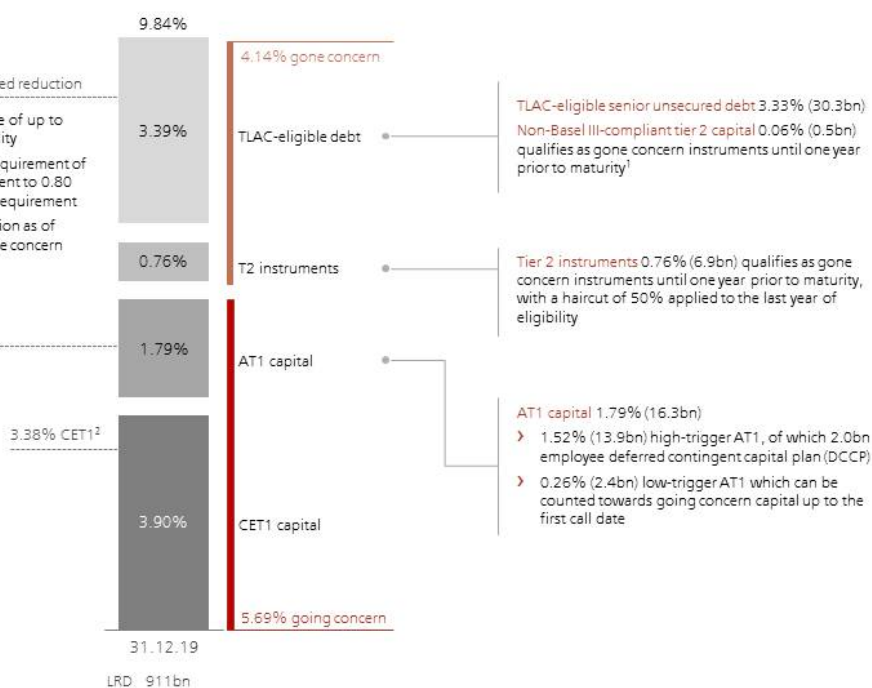 9.84%
4.14% gone concern
ed reduction
e of up to
ity
3.39%
TLAC-eligible debt
quirement of
ent to 0.80
equirement
ion as of
e concern
TLAC-eligible senior unsecured debt 3.33% (30.3bn)
Non-Basel III-compliant tier 2 capital 0.06% (0.5bn)
qualifies as gone concern instruments until one year
prior to maturity¹
0.76%
T2 instruments
Tier 2 instruments 0.76% (6.9bn) qualifies as gone
concern instruments until one year prior to maturity,
with a haircut of 50% applied to the last year of
eligibility
1.79%
AT1 capital
AT1 capital 1.79% (16.3bn)
› 1.52% (13.9bn) high-trigger AT1, of which 2.0bn
employee deferred contingent capital plan (DCCP)
› 0.26% (2.4bn) low-trigger AT1 which can be
counted towards going concern capital up to the
first call date
3.38% CET1²
3.90%
CET1 capital
5.69% going concern
31.12.19
LRD 911bn